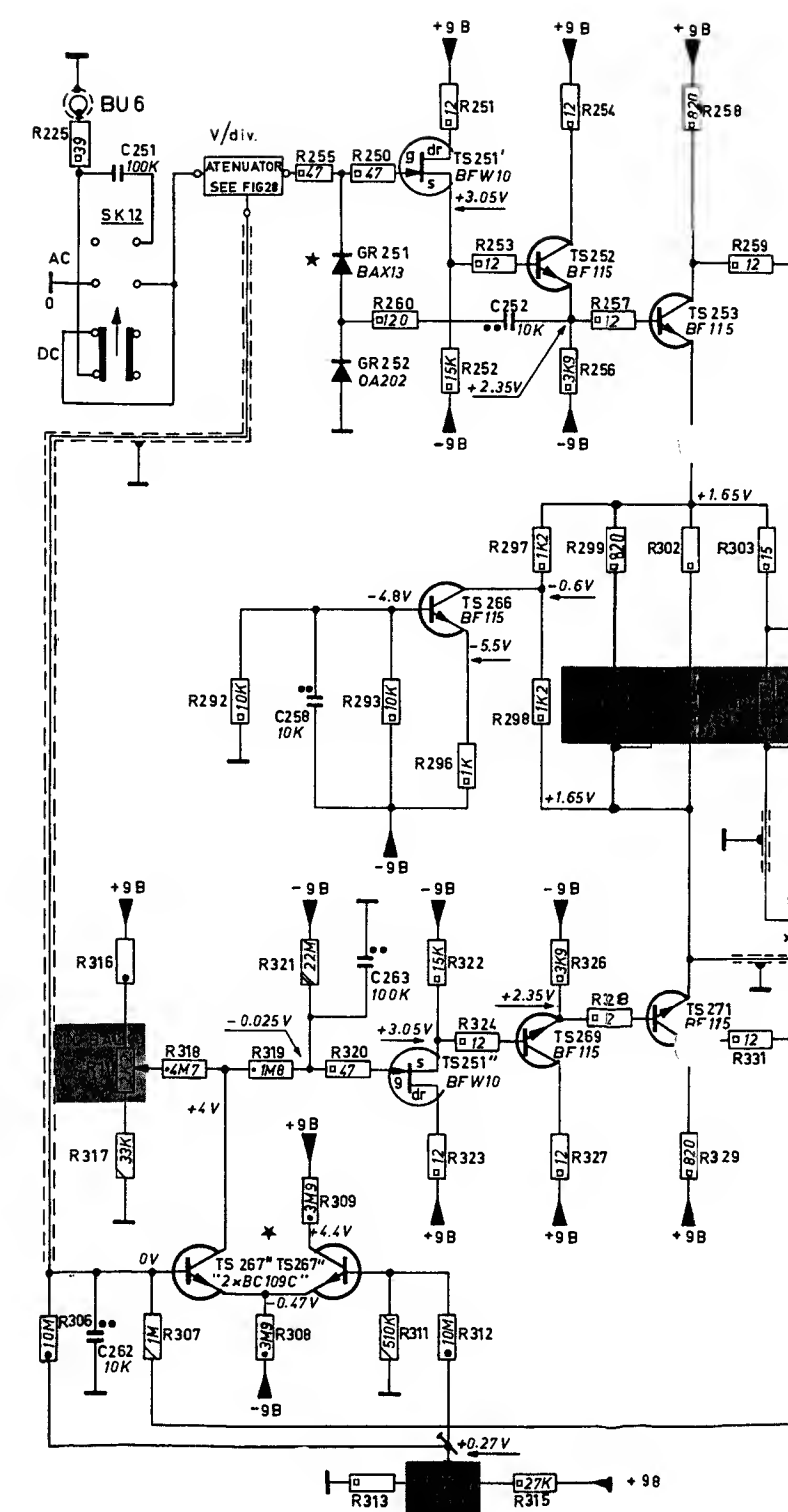 +9B
+9B
+9B
BU 6
R225
39
C251
100K
V/div.
ATENUATOR
SEE FIG28
R255
47
R250
47
12
R251
12
R254
820
R258
g
dr
s
TS251'
BFW10
+3.05V
SK12
AC
0
DC
★
GR251
BAX13
R253
12
TS252
BF115
R259
12
R260
120
C252
10K
R257
12
TS253
BF115
GR252
OA202
15K
R252
+2.35V
3K9
R256
-9B
-9B
+1.65V
R297
1K2
R299
820
R302
R303
15
-4.8V
TS266
BF115
-0.6V
-5.5V
R292
10K
C258
10K
R293
10K
R298
1K2
R296
1K
+1.65V
-9B
+9B
-9B
-9B
-9B
R316
R321
22M
C263
100K
15K
R322
3K9
R326
-0.025V
+3.05V
+2.35V
R318
4M7
R319
1M8
R320
47
R324
12
TS269
BF115
R328
12
TS271
BF115
12
R331
s
g
dr
TS251"
BFW10
+4V
R317
33K
+9B
3M9
R309
12
R323
12
R327
820
R329
★
+4.4V
+9B
+9B
+9B
0V
TS267" TS267"
"2xBC109C"
-0.47V
10M
R306
C262
10K
1M
R307
3M9
R308
510K
R311
10M
R312
-9B
+0.27V
R313
27K
R315
+9B